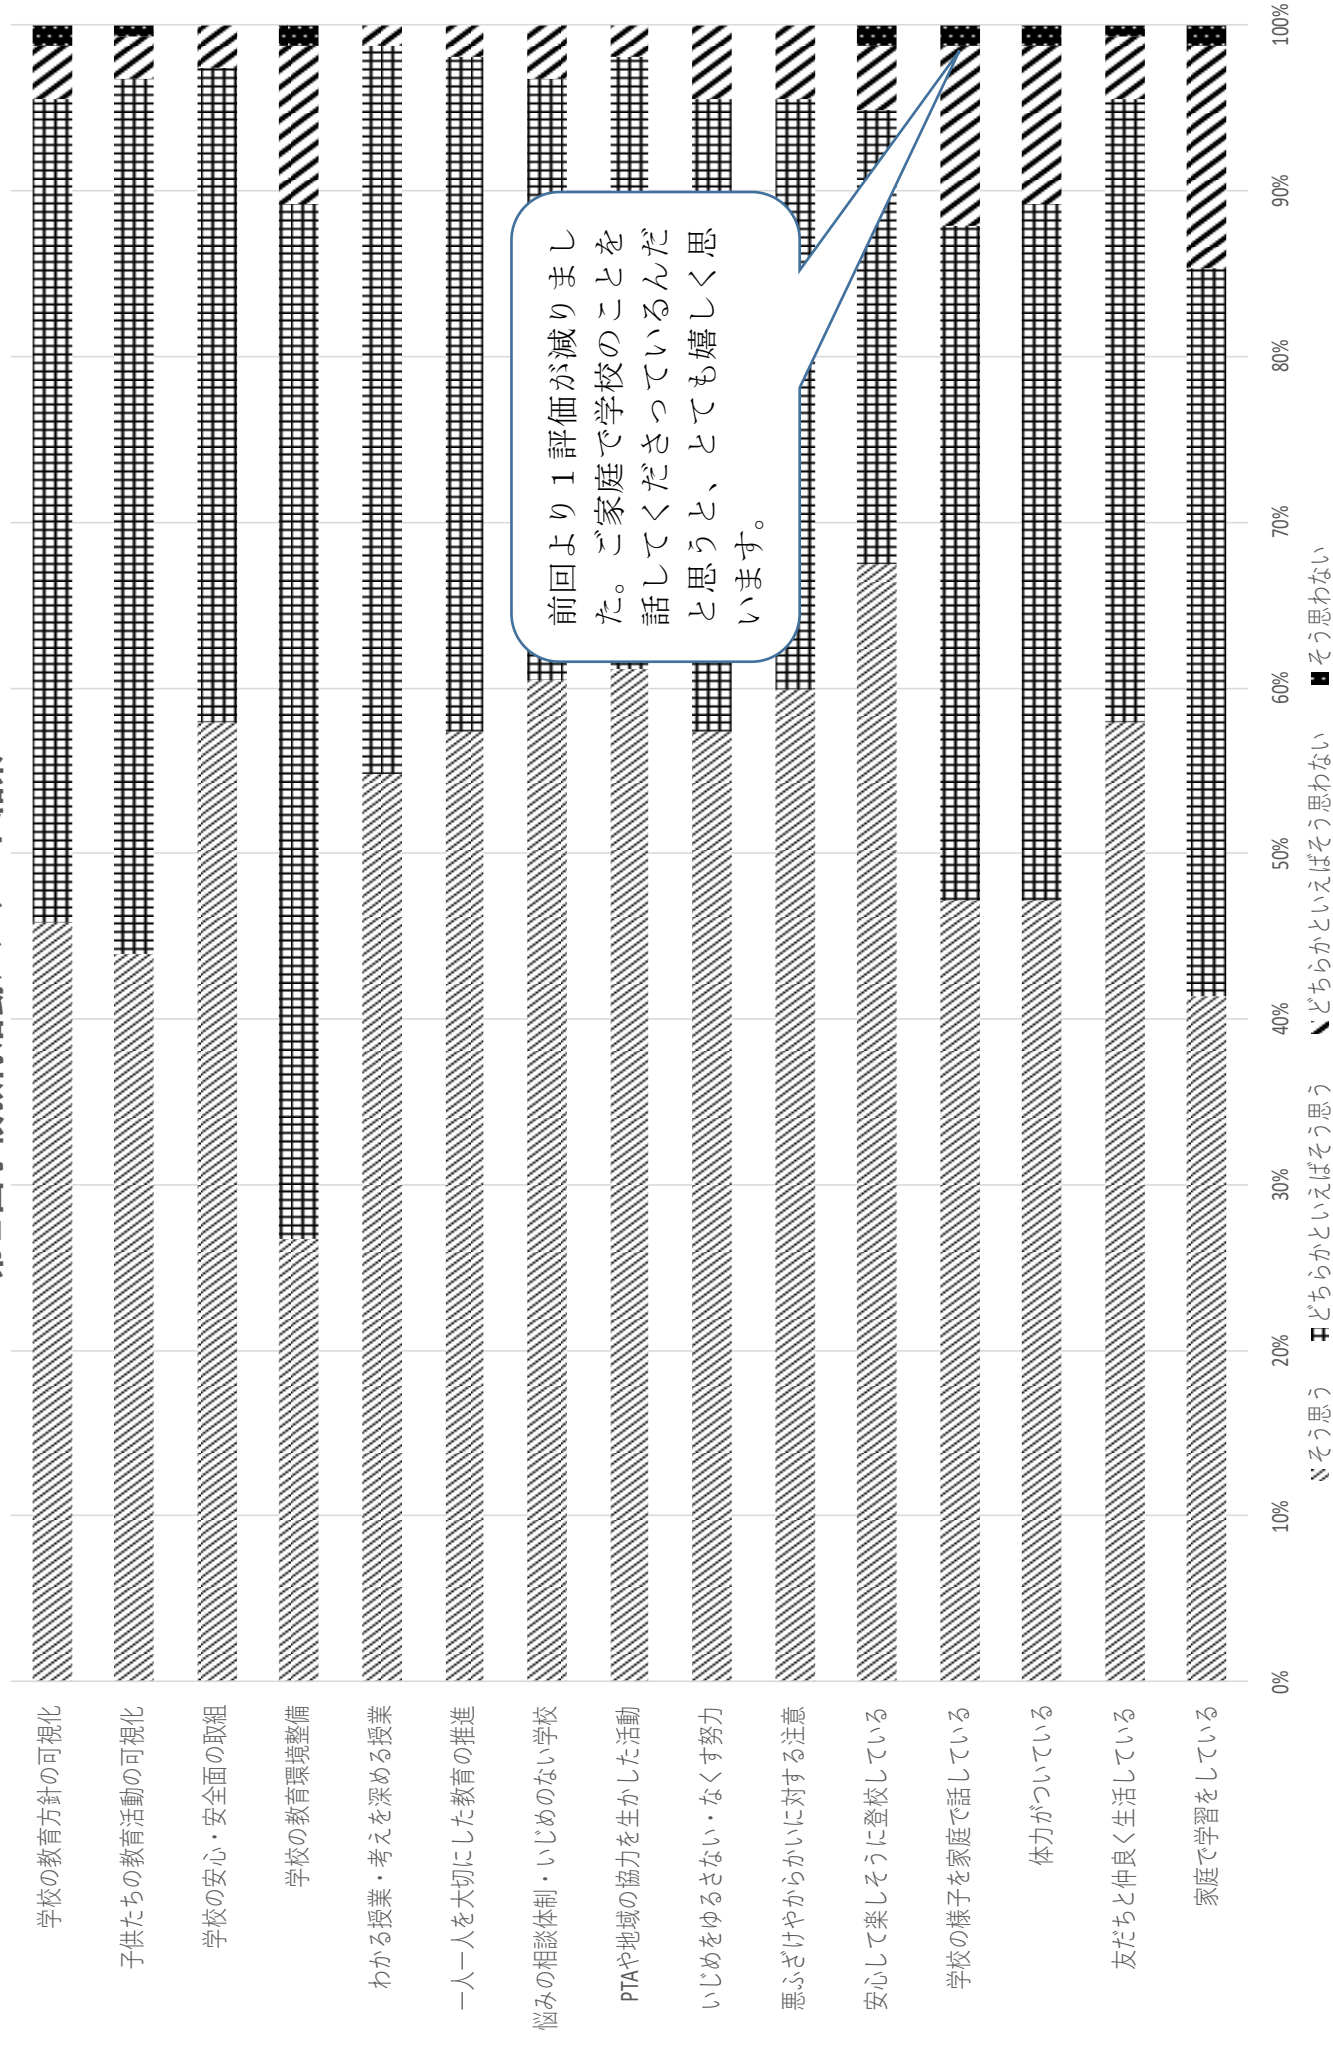 学校の教育方針の可視化
子供たちの教育活動の可視化
学校の安心・安全面の取組
学校の教育環境整備
わかる授業・考えを深める授業
一人一人を大切にした教育の推進
悩みの相談体制・いじめのない学校
PTAや地域の協力を生かした活動
いじめをゆるさない・なくす努力
悪ふざけやからかいに対する注意
安心して楽しそうに登校している
学校の様子を家庭で話している
体力がついている
友だちと仲良く生活している
家庭で学習をしている
前回より1評価が減りまし
た。ご家庭で学校のことを
話してくださっているんだ
と思うと、とても嬉しく思
います。
0%
10%
20%
30%
40%
50%
60%
70%
80%
90%
100%
そう思う
どちらかといえばそう思う
どちらかといえばそう思わない
そう思わない